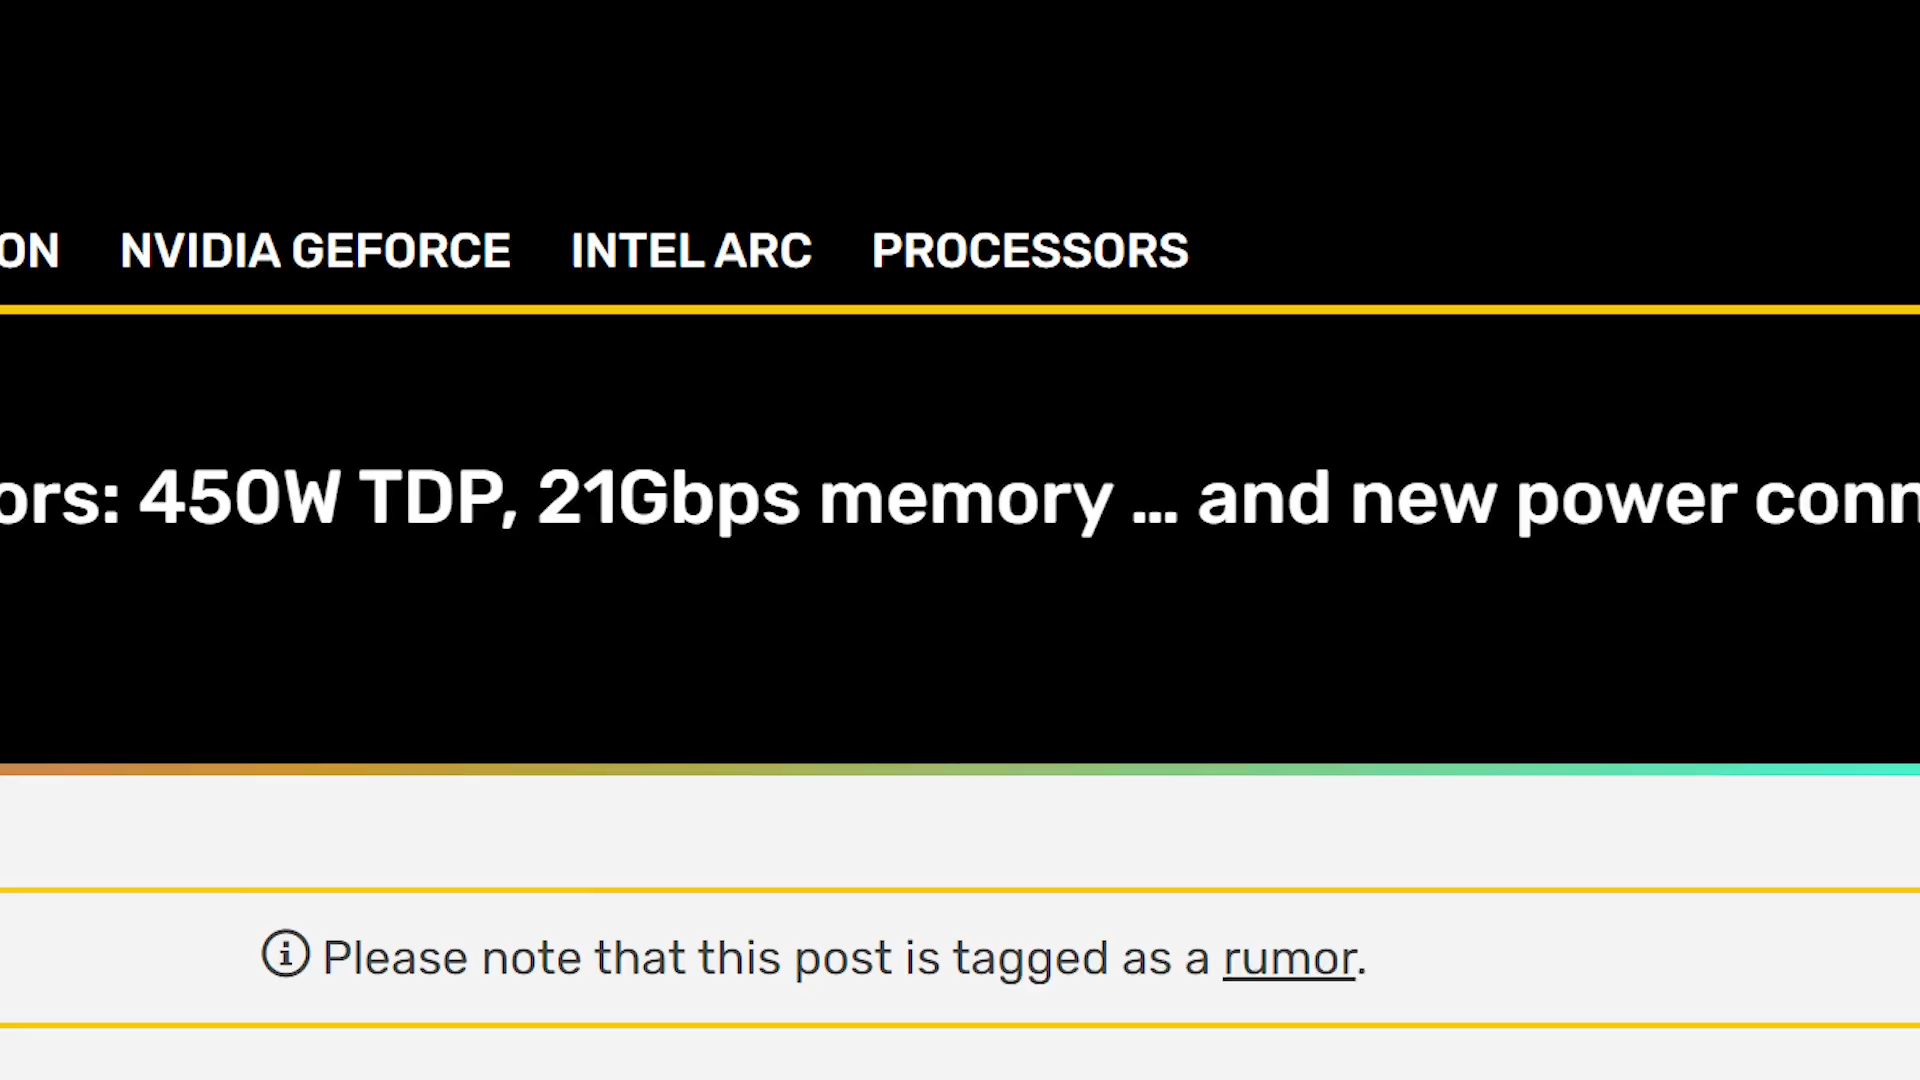 ON NVIDIA GEFORCE INTEL ARC PROCESSORS
ors: 450W TDP, 21Gbps memory ... and new power conn
Please note that this post is tagged as a rumor.